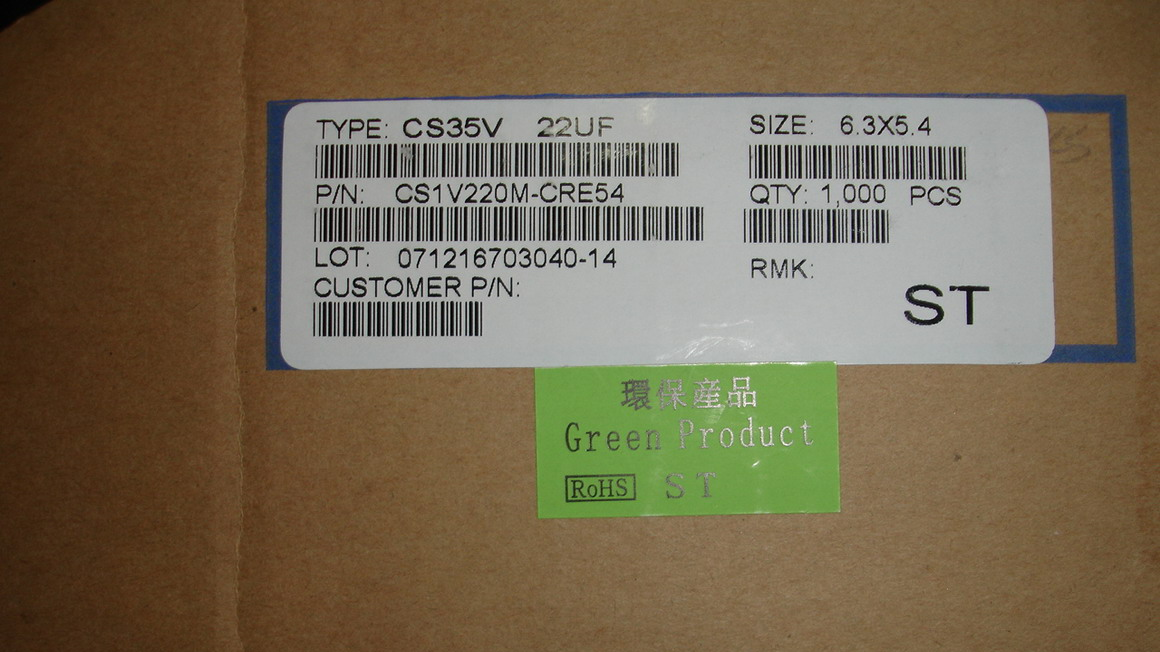 TYPE: CS35V 22UF
SIZE: 6.3X5.4
P/N: CS1V220M-CRE54
QTY: 1,000 PCS
LOT: 071216703040-14
RMK:
CUSTOMER P/N:
ST
環保産品
Green Product
RoHS ST